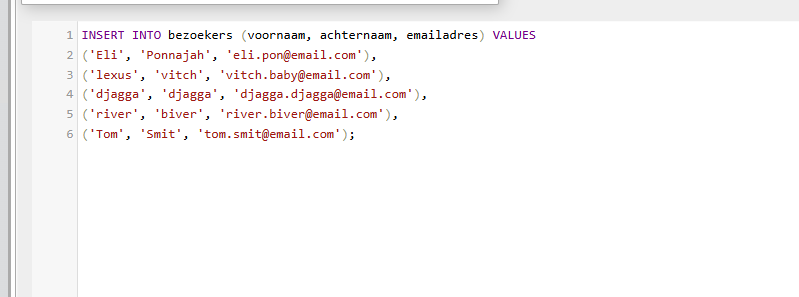 1 INSERT INTO bezoekers (voornaam, achternaam, emailadres) VALUES
2 ('Eli', 'Ponnajah', 'eli.pon@email.com'),
3 ('lexus', 'vitch', 'vitch.baby@email.com'),
4 ('djagga', 'djagga', 'djagga.djagga@email.com'),
5 ('river', 'biver', 'river.biver@email.com'),
6 ('Tom', 'Smit', 'tom.smit@email.com');